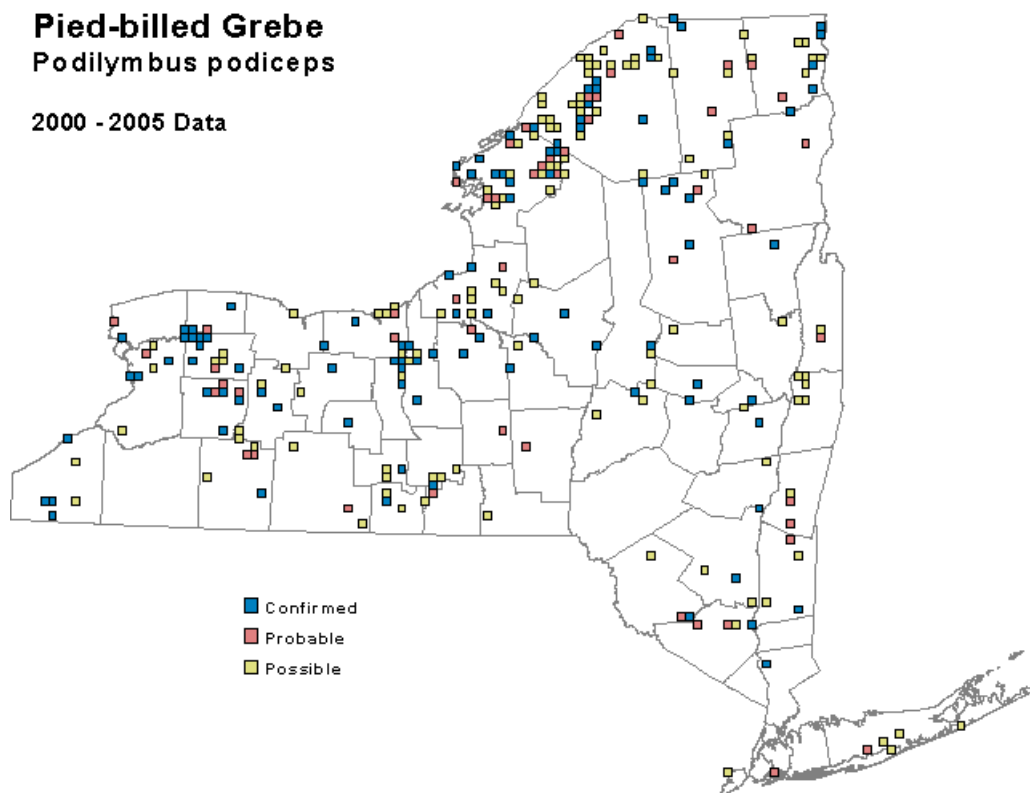 Pied-billed Grebe
Podilymbus podiceps
2000 - 2005 Data
Confirmed
Probable
Possible